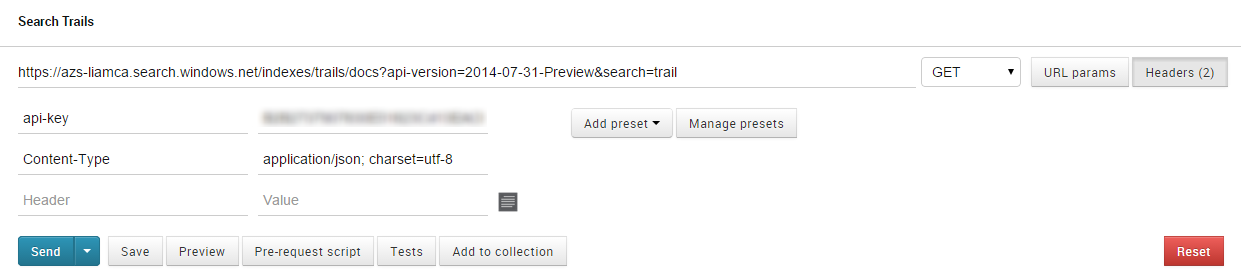 Search Trails
https://azs-liamca.search.windows.net/indexes/trails/docs?api-version=2014-07-31-Preview&search=trail GET URL params Headers (2)
api-key Add preset Manage presets
Content-Type application/json; charset=utf-8
Header Value
Send Save Preview Pre-request script Tests Add to collection Reset